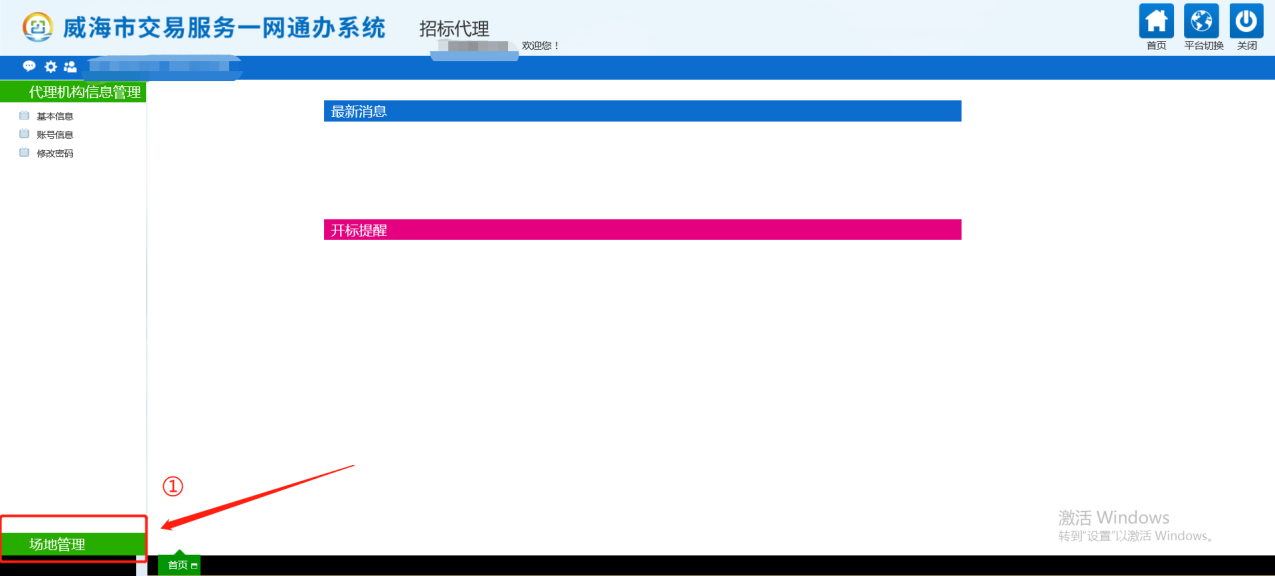 威海市交易服务一网通办系统
招标代理
欢迎您！
首页
平台切换
关闭
代理机构信息管理
基本信息
账号信息
修改密码
最新消息
开标提醒
①
场地管理
首页
激活 Windows
转到"设置"以激活 Windows。